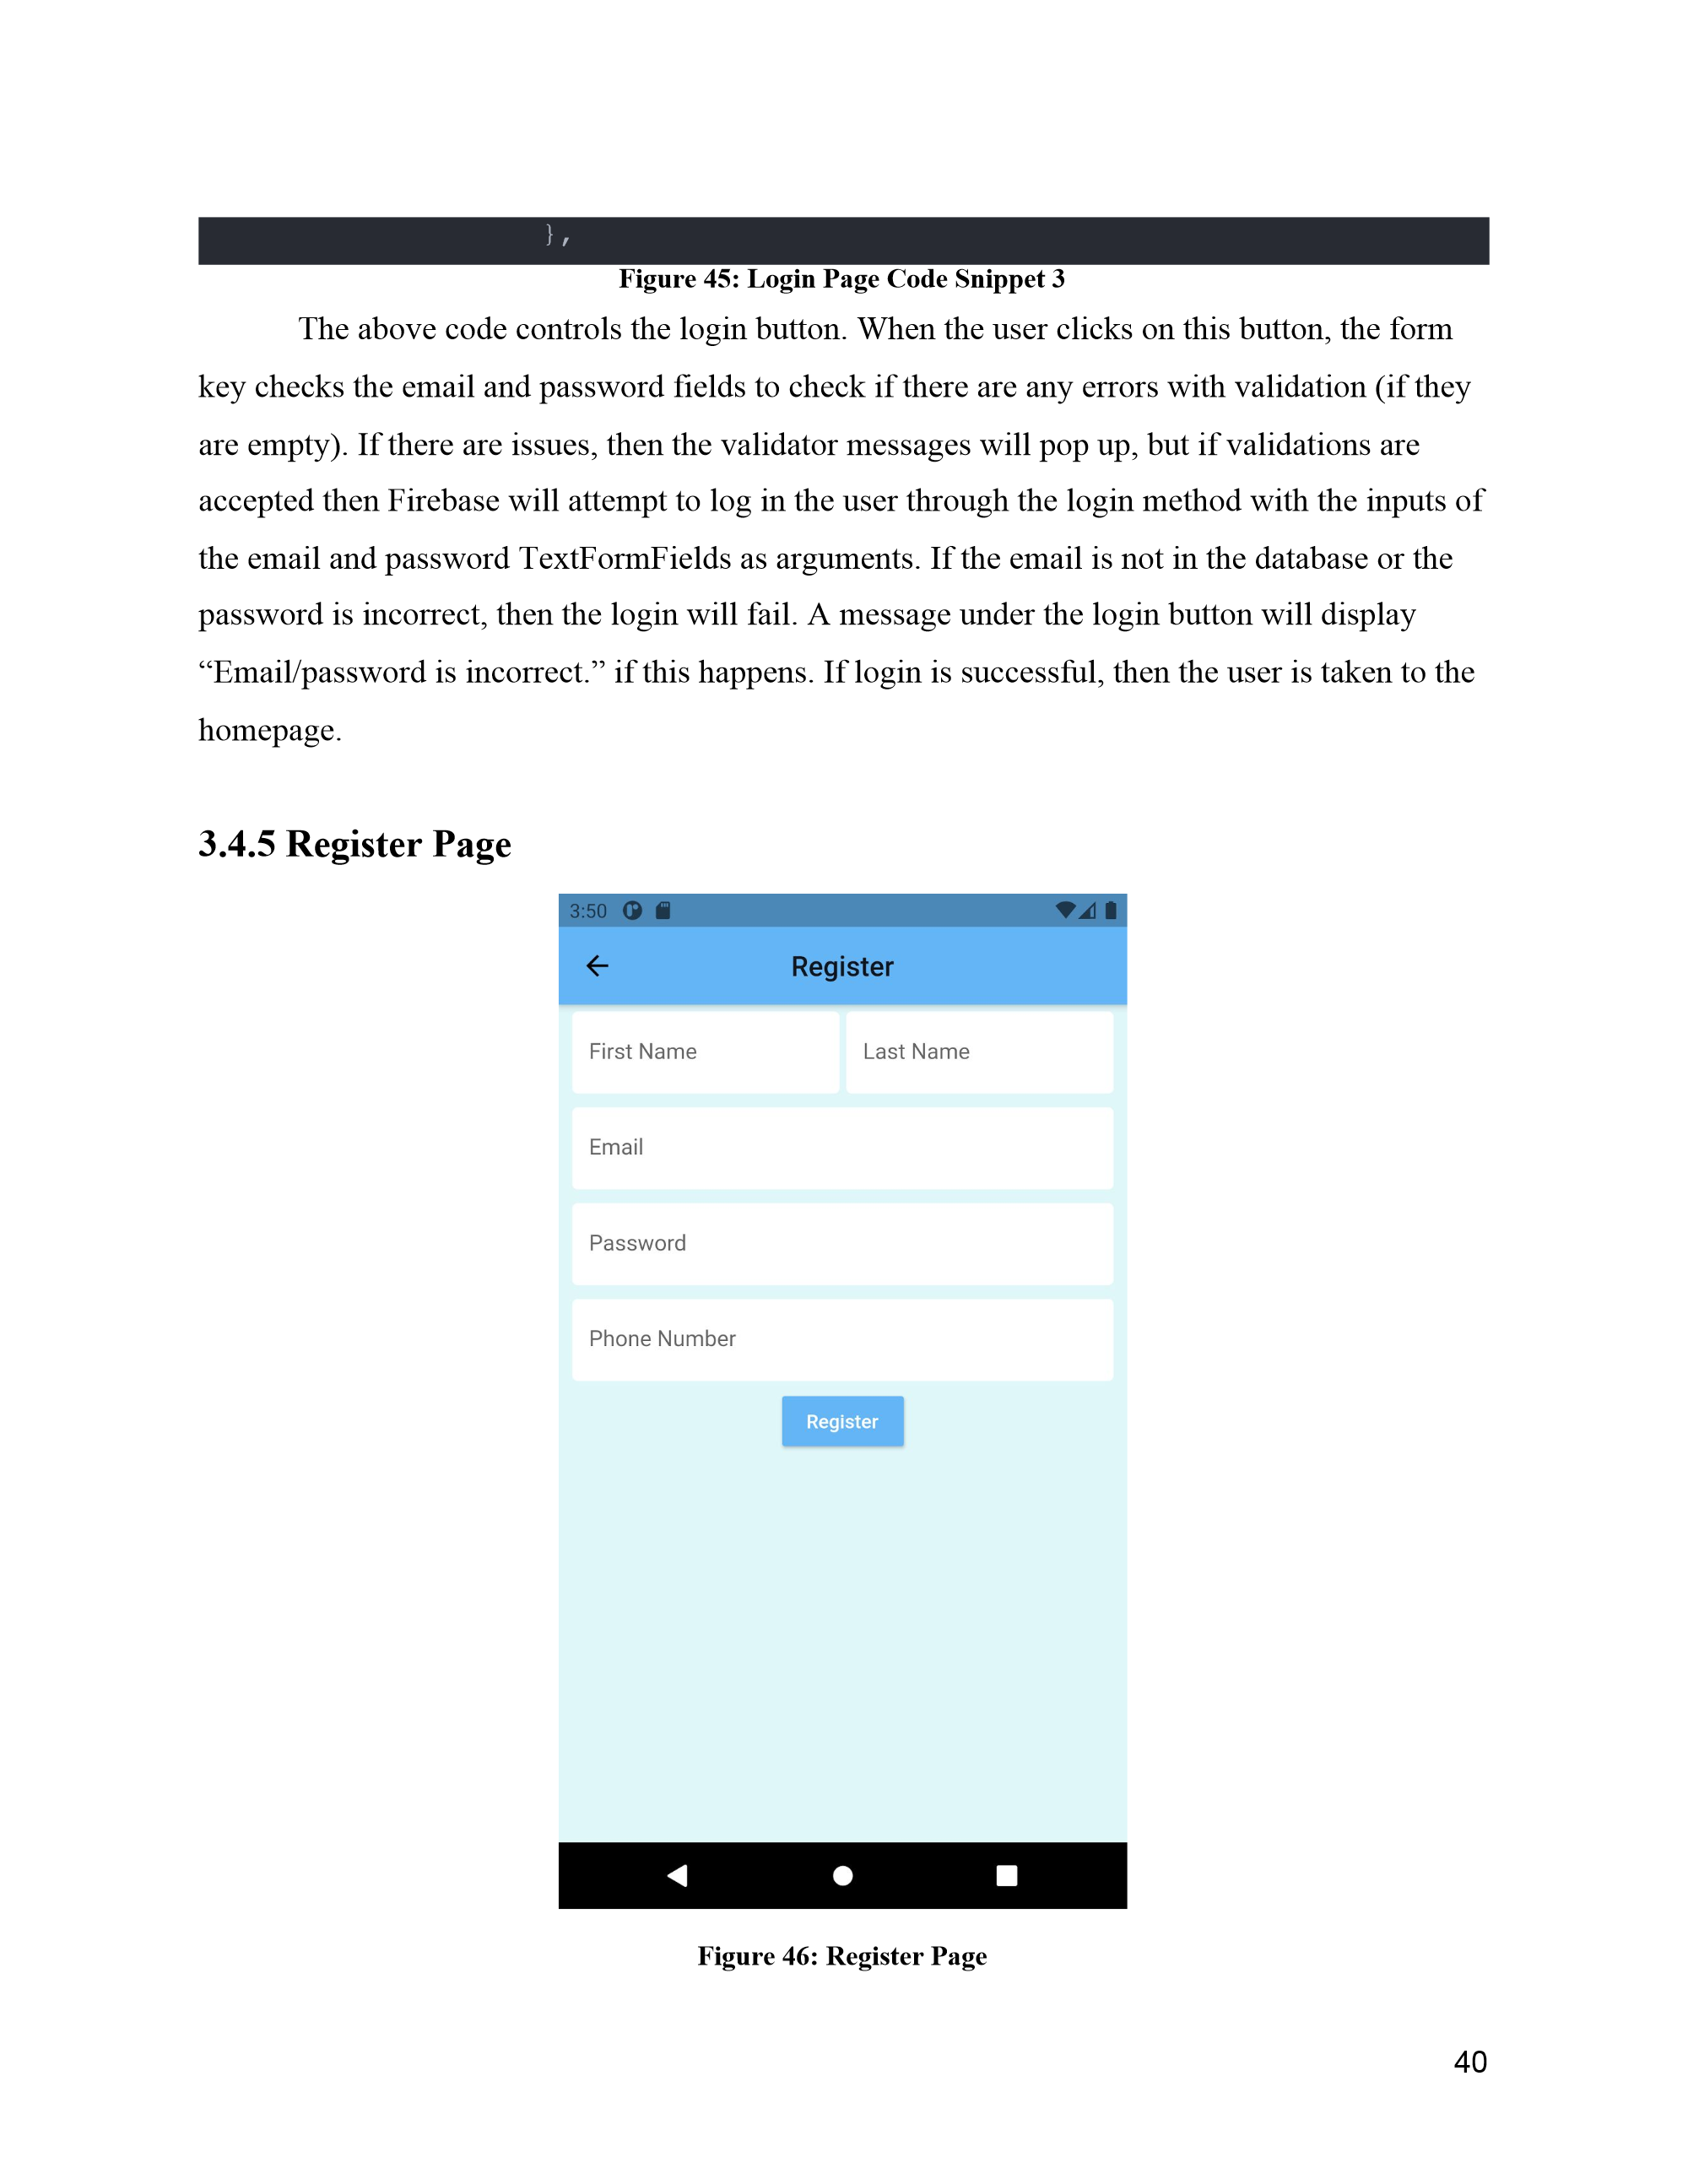 },
Figure 45: Login Page Code Snippet 3
The above code controls the login button. When the user clicks on this button, the form
key checks the email and password fields to check if there are any errors with validation (if they
are empty). If there are issues, then the validator messages will pop up, but if validations are
accepted then Firebase will attempt to log in the user through the login method with the inputs of
the email and password TextFormFields as arguments. If the email is not in the database or the
password is incorrect, then the login will fail. A message under the login button will display
“Email/password is incorrect.” if this happens. If login is successful, then the user is taken to the
homepage.
3.4.5 Register Page
3:50
Register
First Name Last Name
Email
Password
Phone Number
Register
Figure 46: Register Page
40